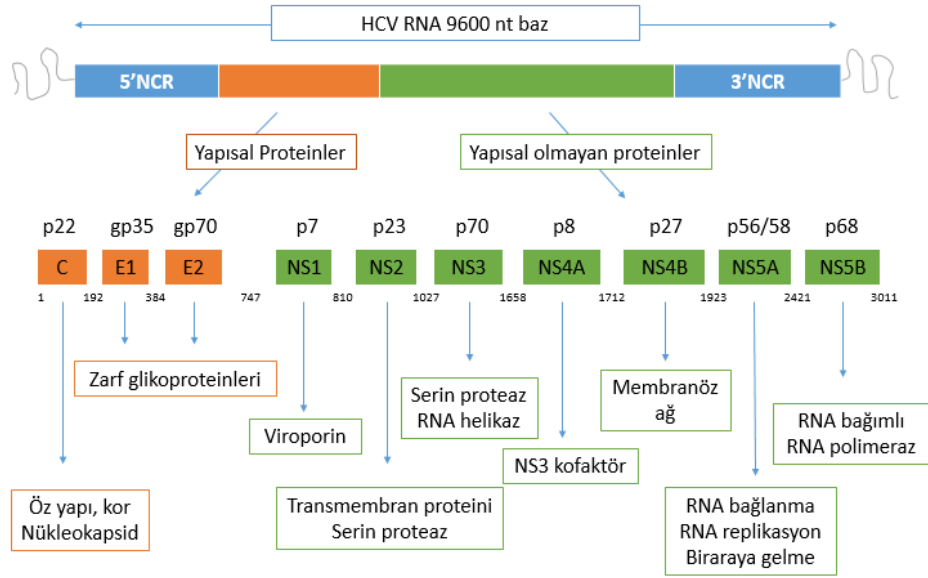 HCV RNA 9600 nt baz
5'NCR
3'NCR
Yapısal Proteinler
Yapısal olmayan proteinler
p22 gp35 gp70 p7 p23 p70 p8 p27 p56/58 p68
C E1 E2 NS1 NS2 NS3 NS4A NS4B NS5A NS5B
1 192 384 747 810 1027 1658 1712 1923 2421 3011
Zarf glikoproteinleri
Viroporin
Serin proteaz
RNA helikaz
Membranöz
ağ
RNA bağımlı
RNA polimeraz
NS3 kofaktör
Öz yapı, kor
Nükleokapsid
Transmembran proteini
Serin proteaz
RNA bağlanma
RNA replikasyon
Biraraya gelme